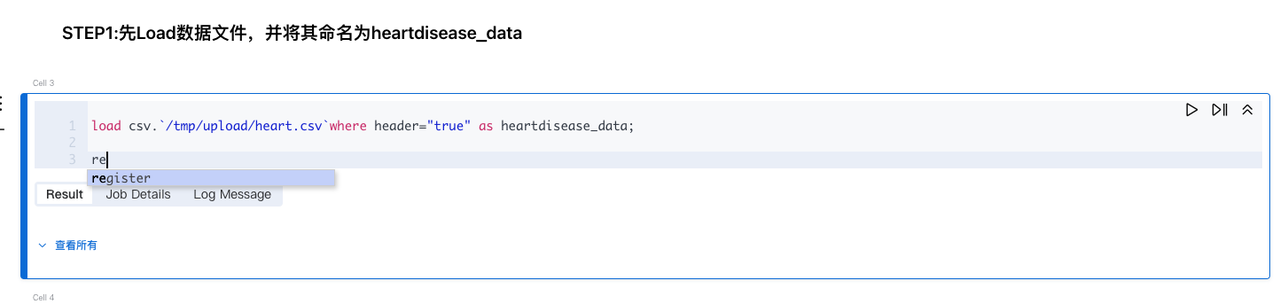 STEP1:先Load数据文件，并将其命名为heartdisease_data
Cell 3
1 load csv.`/tmp/upload/heart.csv`where header="true" as heartdisease_data;
2
3 re
register
Result Job Details Log Message
查看所有
Cell 4